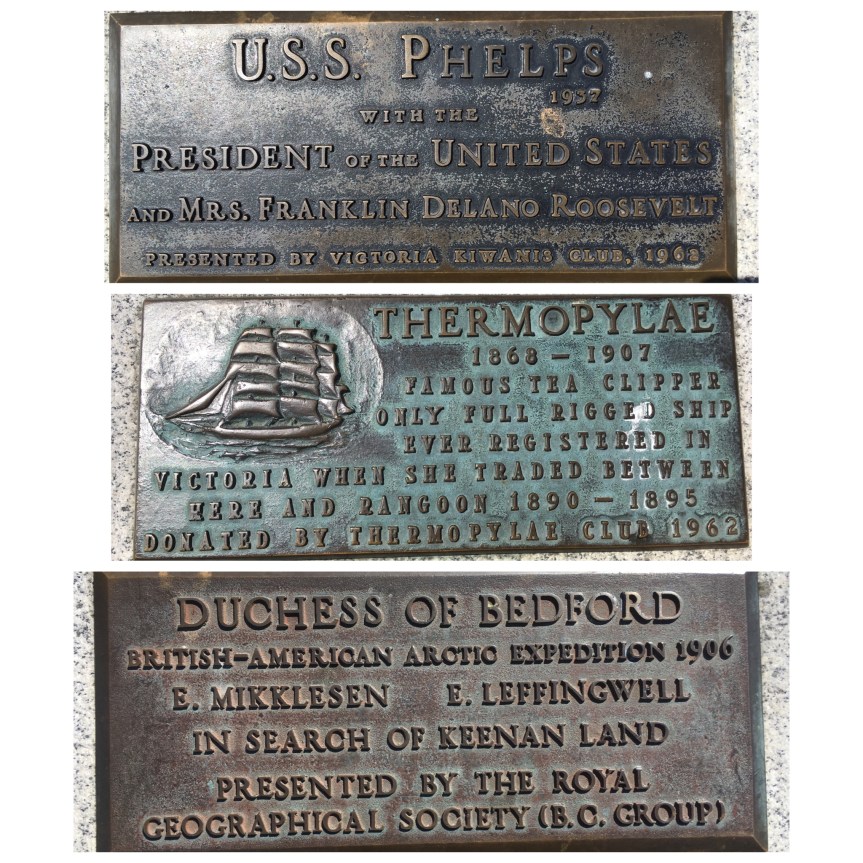 U.S.S. PHELPS
1937
WITH THE
PRESIDENT OF THE UNITED STATES
AND MRS. FRANKLIN DELANO ROOSEVELT
PRESENTED BY VICTORIA KIWANIS CLUB, 1962
THERMOPYLAE
1868 – 1907
FAMOUS TEA CLIPPER
ONLY FULL RIGGED SHIP
EVER REGISTERED IN
VICTORIA WHEN SHE TRADED BETWEEN
HERE AND RANGOON 1890 – 1895
DONATED BY THERMOPYLAE CLUB 1962
DUCHESS OF BEDFORD
BRITISH–AMERICAN ARCTIC EXPEDITION 1906
E. MIKKLESEN E. LEFFINGWELL
IN SEARCH OF KEENAN LAND
PRESENTED BY THE ROYAL
GEOGRAPHICAL SOCIETY (B.C. GROUP)